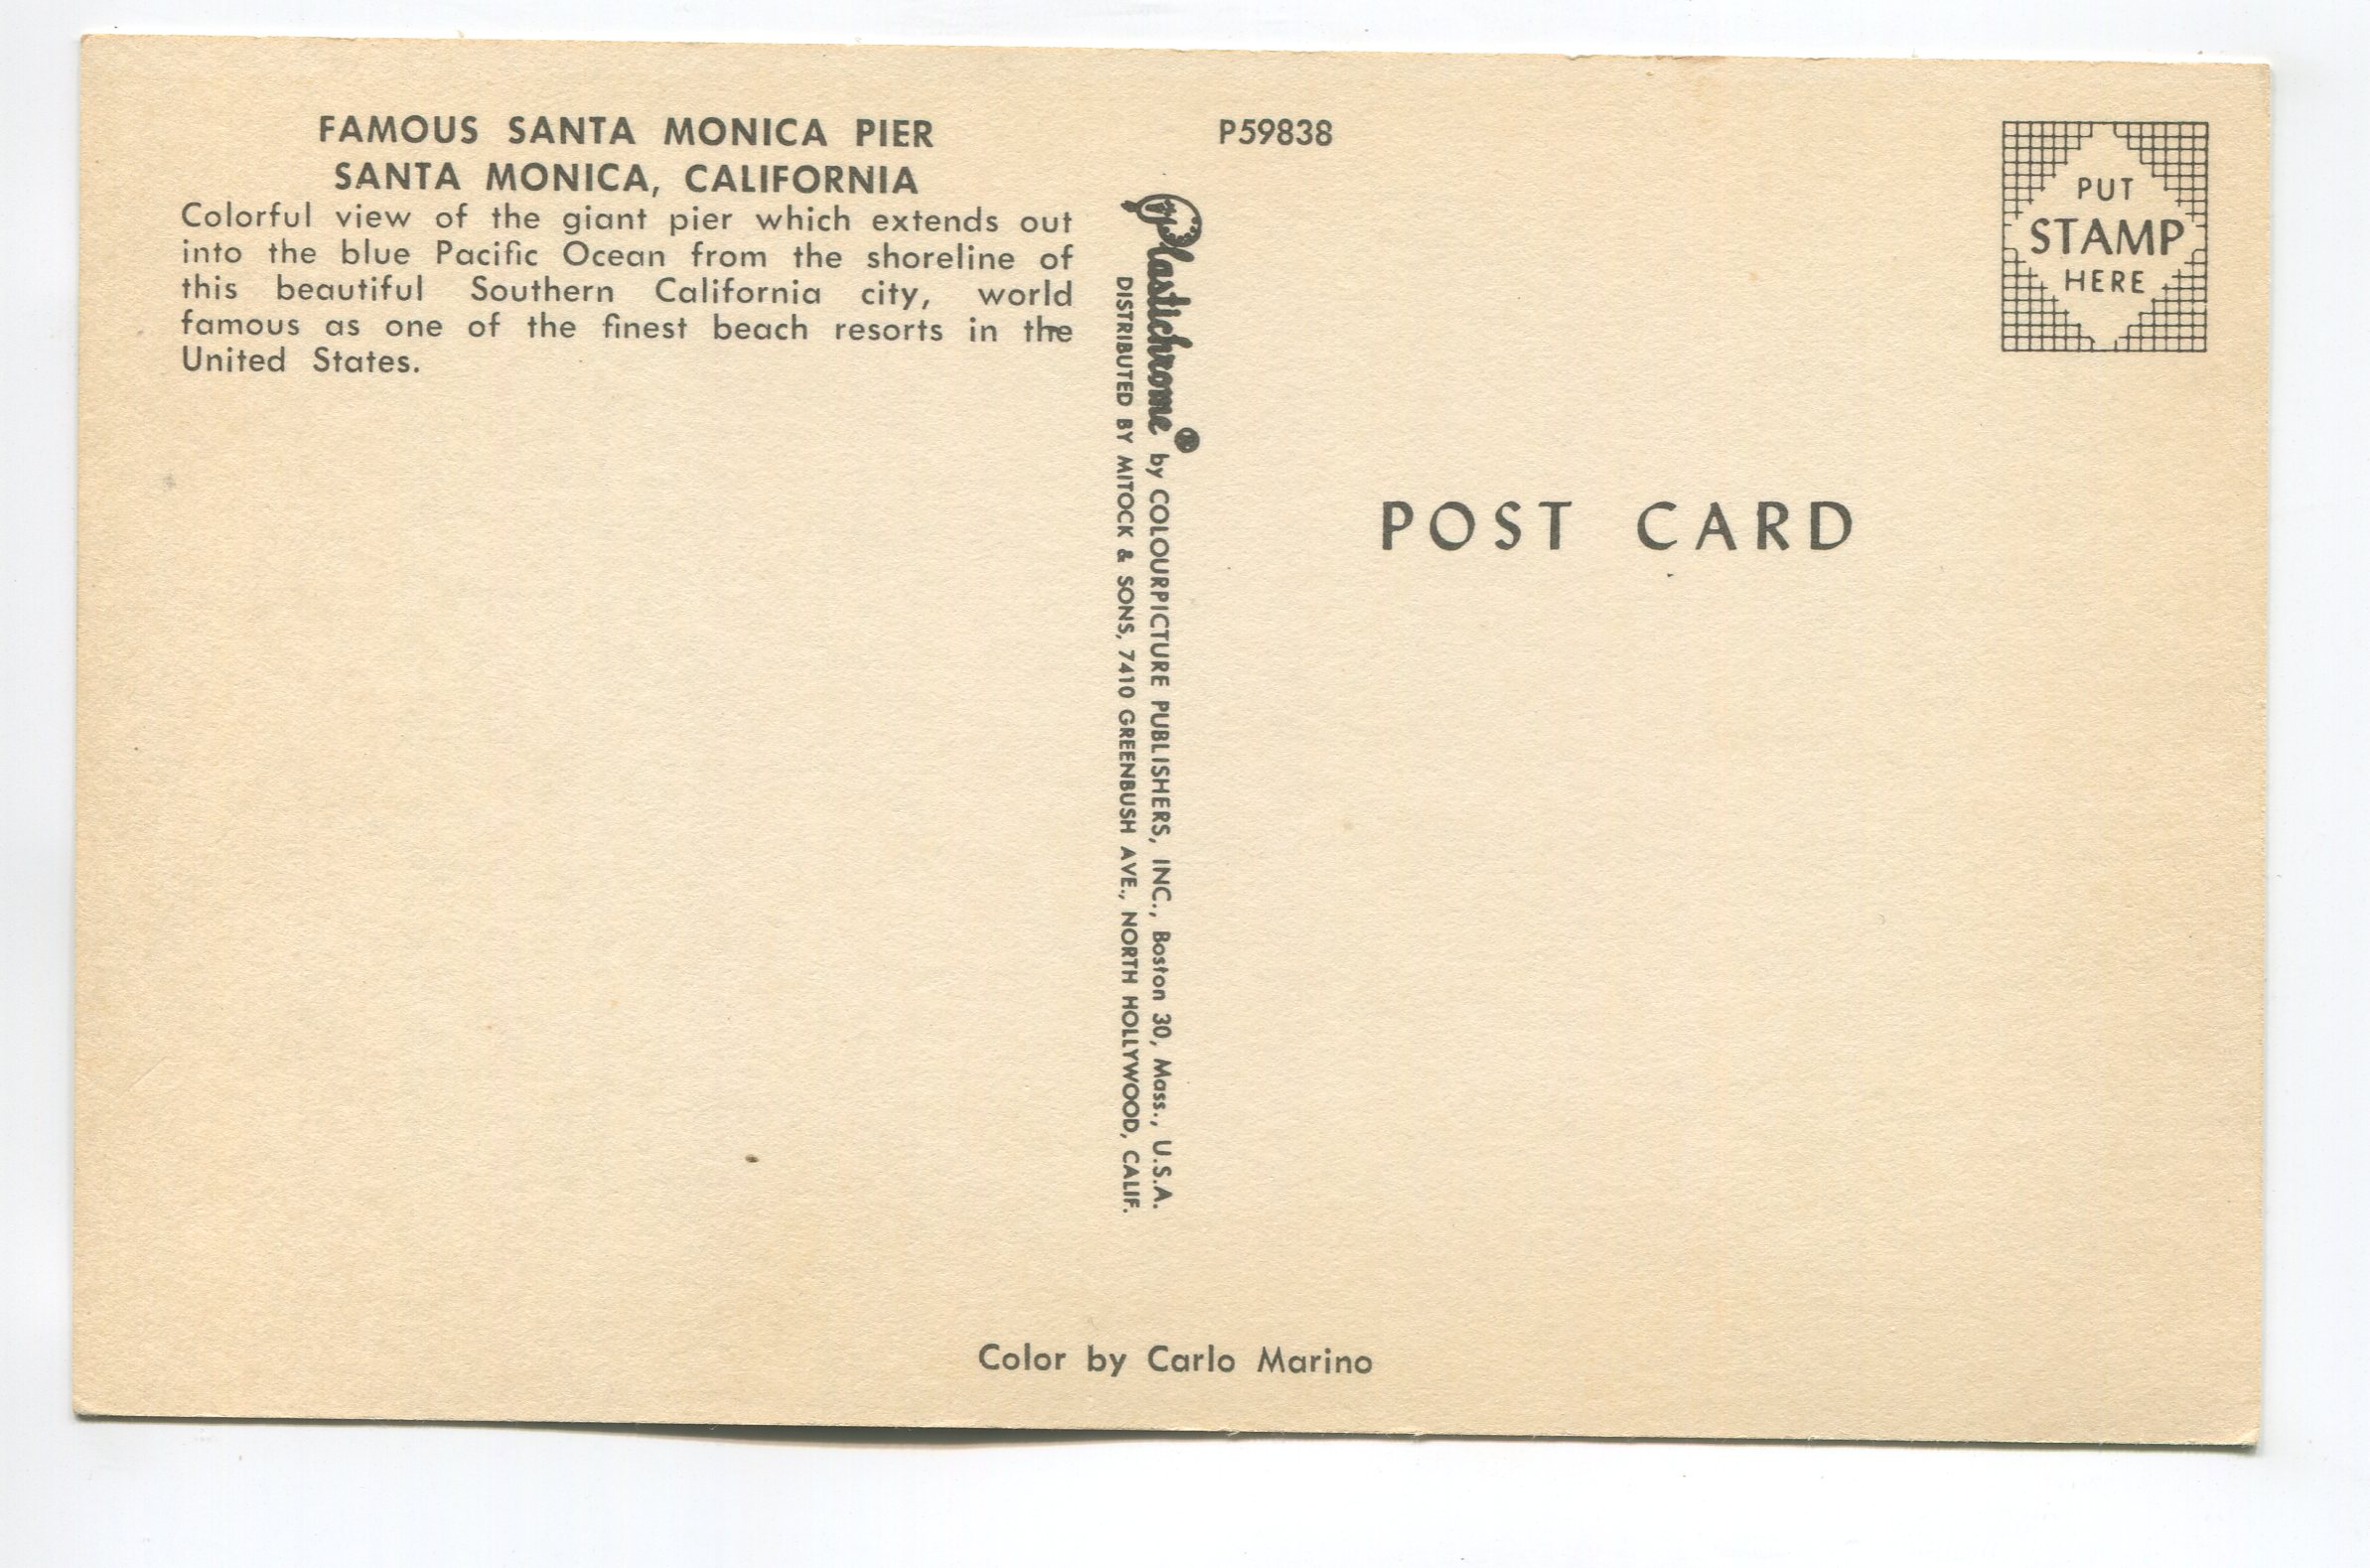 FAMOUS SANTA MONICA PIER
SANTA MONICA, CALIFORNIA
Colorful view of the giant pier which extends out
into the blue Pacific Ocean from the shoreline of
this beautiful Southern California city, world
famous as one of the finest beach resorts in the
United States.
P59838
Plastichrome® by COLOURPICTURE PUBLISHERS, INC., Boston 30, Mass., U.S.A.
DISTRIBUTED BY MITOCK & SONS, 7410 GREENBUSH AVE., NORTH HOLLYWOOD, CALIF.
PUT
STAMP
HERE
POST CARD
Color by Carlo Marino